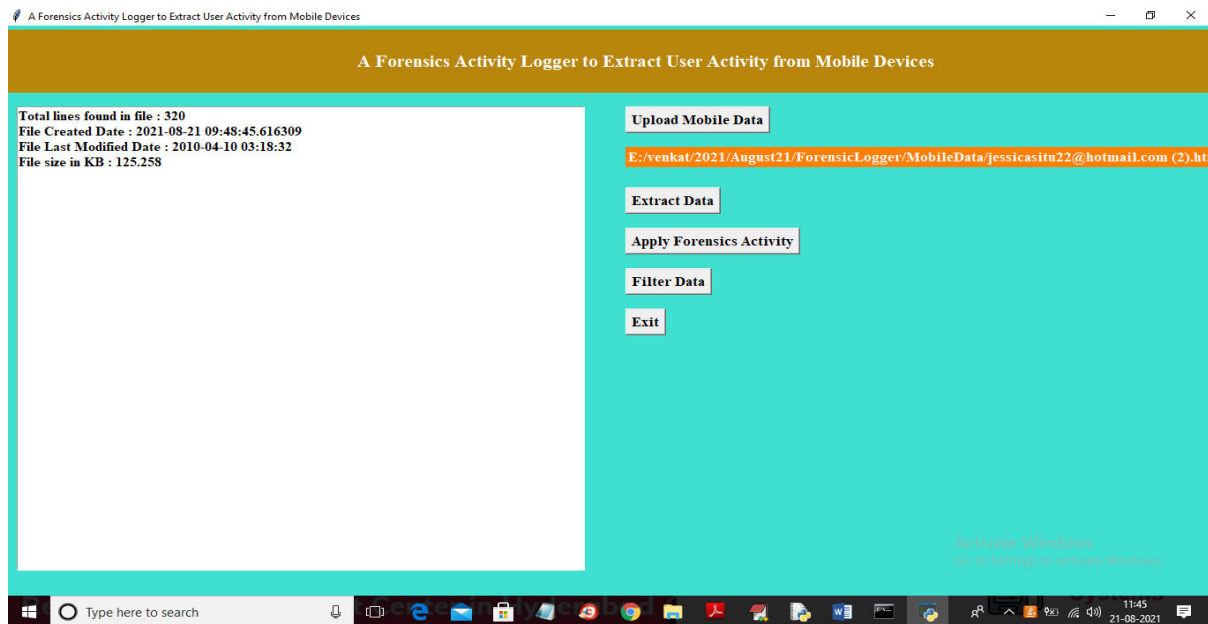 A Forensics Activity Logger to Extract User Activity from Mobile Devices
A Forensics Activity Logger to Extract User Activity from Mobile Devices
Total lines found in file : 320
File Created Date : 2021-08-21 09:48:45.616309
File Last Modified Date : 2010-04-10 03:18:32
File size in KB : 125.258
Upload Mobile Data
E:/venkat/2021/August21/ForensicLogger/MobileData/jessicasitu22@hotmail.com (2).ht
Extract Data
Apply Forensics Activity
Filter Data
Exit
Activate Windows
Type here to search
11:45
21-08-2021